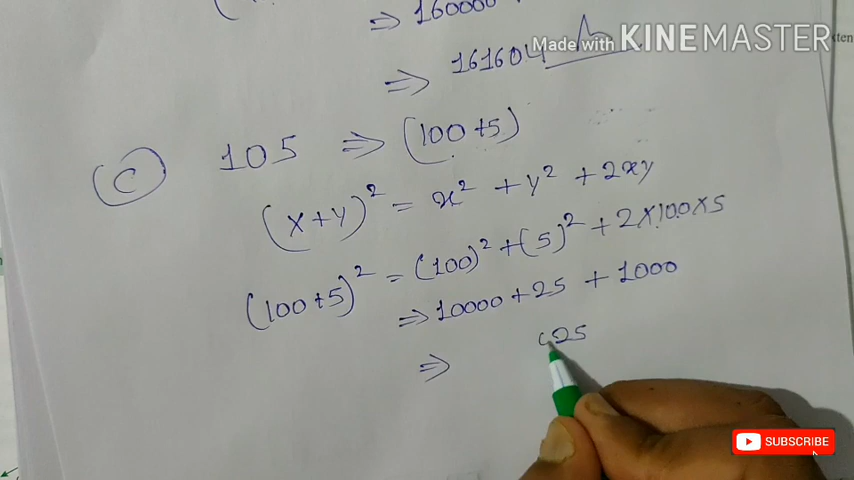 ⇒ 160000
Made with KINEMASTER
⇒ 161604
C 105 ⇒ (100+5)
(x+y)² = x² + y² + 2xy
(100+5)² = (100)² + (5)² + 2×100×5
⇒ 10000 + 25 + 1000
⇒ 25
SUBSCRIBE